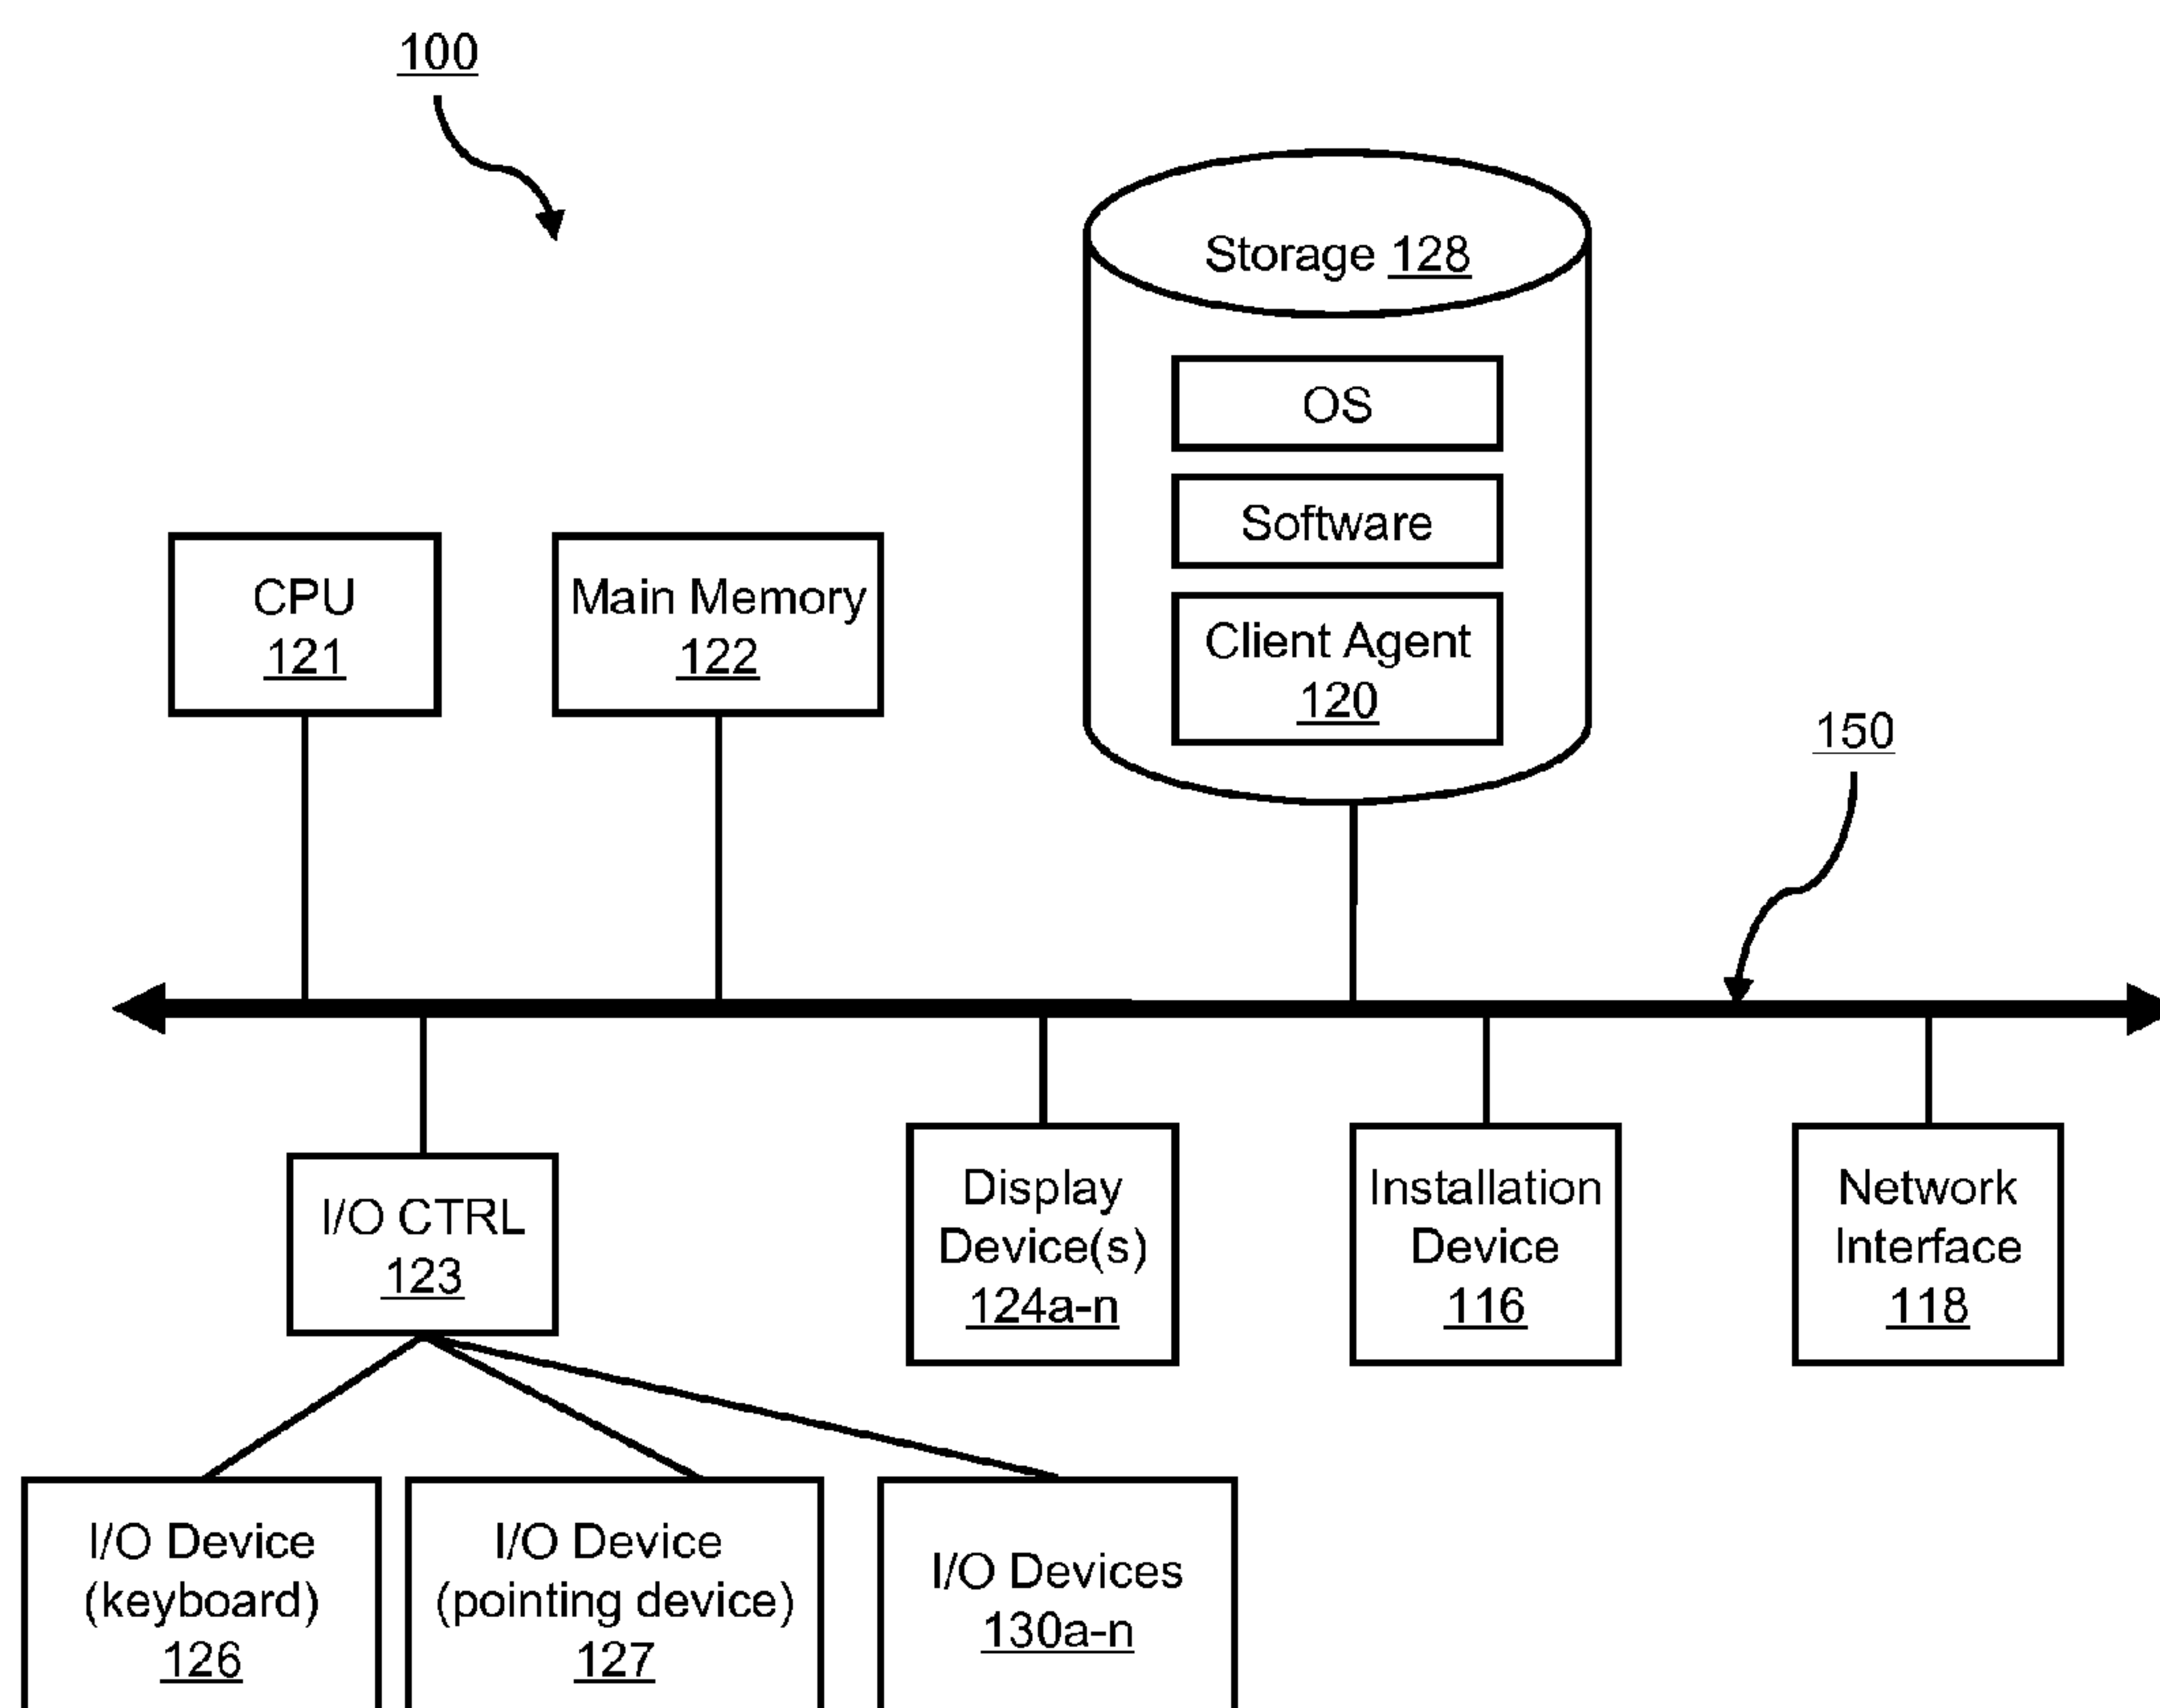 100
Storage 128
OS
Software
Client Agent
120
CPU
121
Main Memory
122
150
I/O CTRL
123
Display
Device(s)
124a-n
Installation
Device
116
Network
Interface
118
I/O Device
(keyboard)
126
I/O Device
(pointing device)
127
I/O Devices
130a-n